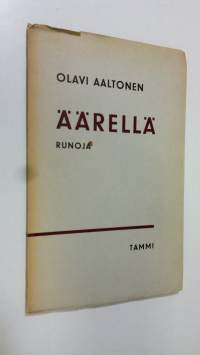 OLAVI AALTONEN
ÄÄRELLÄ
RUNOJA
TAMMI